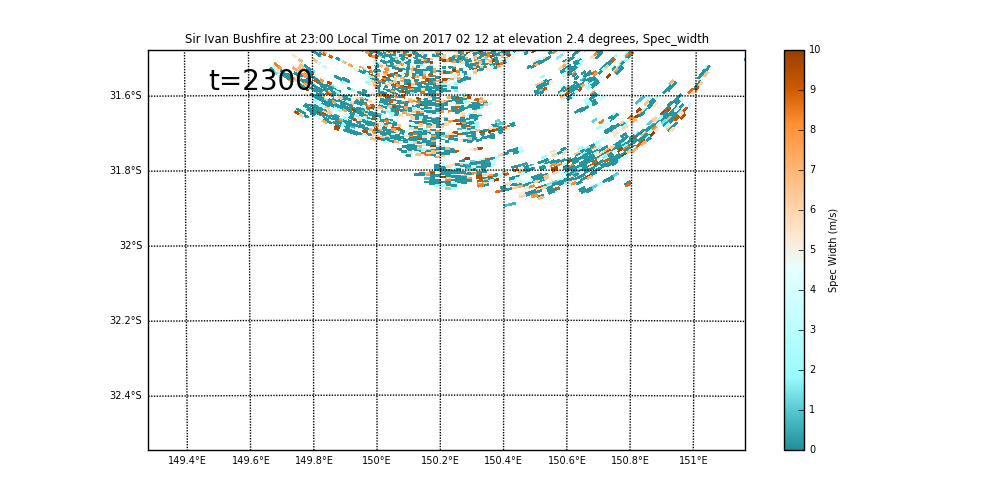 Sir Ivan Bushfire at 23:00 Local Time on 2017 02 12 at elevation 2.4 degrees, Spec_width
t=2300
31.6°S
31.8°S
32°S
32.2°S
32.4°S
149.4°E 149.6°E 149.8°E 150°E 150.2°E 150.4°E 150.6°E 150.8°E 151°E
10
9
8
7
6
5
4
3
2
1
0
Spec Width (m/s)